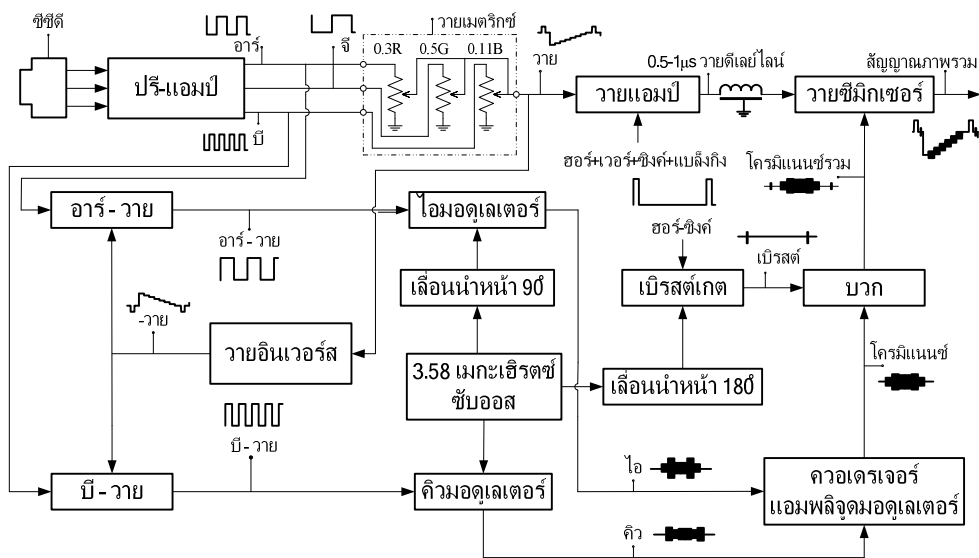 ซีซีดี
ปรี-แอมป์
อาร์
จี
บี
วายเมตริกซ์
0.3R
0.5G
0.11B
วาย
วายแอมป์
0.5-1μs วายดีเลย์ไลน์
วายซีมิกเซอร์
สัญญาณภาพรวม
ฮอร์+เวอร์+ซิงค์+แบล็งกิง
โครมิแนนซ์รวม
อาร์ - วาย
อาร์ - วาย
ไอมอดูเลเตอร์
ฮอร์-ซิงค์
เบิรสต์
เลื่อนนำหน้า 90°
เบิรสต์เกต
บวก
-วาย
วายอินเวอร์ส
3.58 เมกะเฮิรตซ์
ซับออส
เลื่อนนำหน้า 180°
โครมิแนนซ์
บี - วาย
บี - วาย
คิวมอดูเลเตอร์
ไอ
คิว
ควอเดรเจอร์
แอมพลิจูดมอดูเลเตอร์